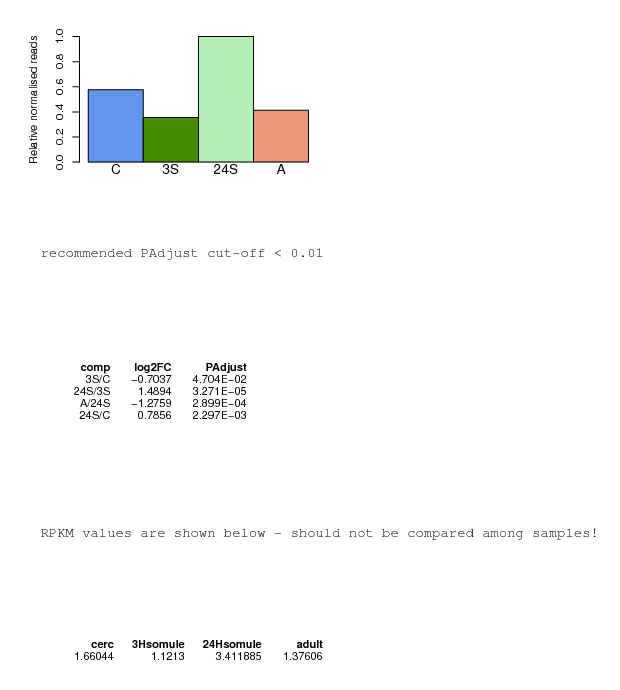 Relative normalised reads
1.0
0.8
0.6
0.4
0.2
0.0
C 3S 24S A
recommended PAdjust cut-off < 0.01
comp log2FC PAdjust
3S/C −0.7037 4.704E−02
24S/3S 1.4894 3.271E−05
A/24S −1.2759 2.899E−04
24S/C 0.7856 2.297E−03
RPKM values are shown below - should not be compared among samples!
cerc 3Hsomule 24Hsomule adult
1.66044 1.1213 3.411885 1.37606